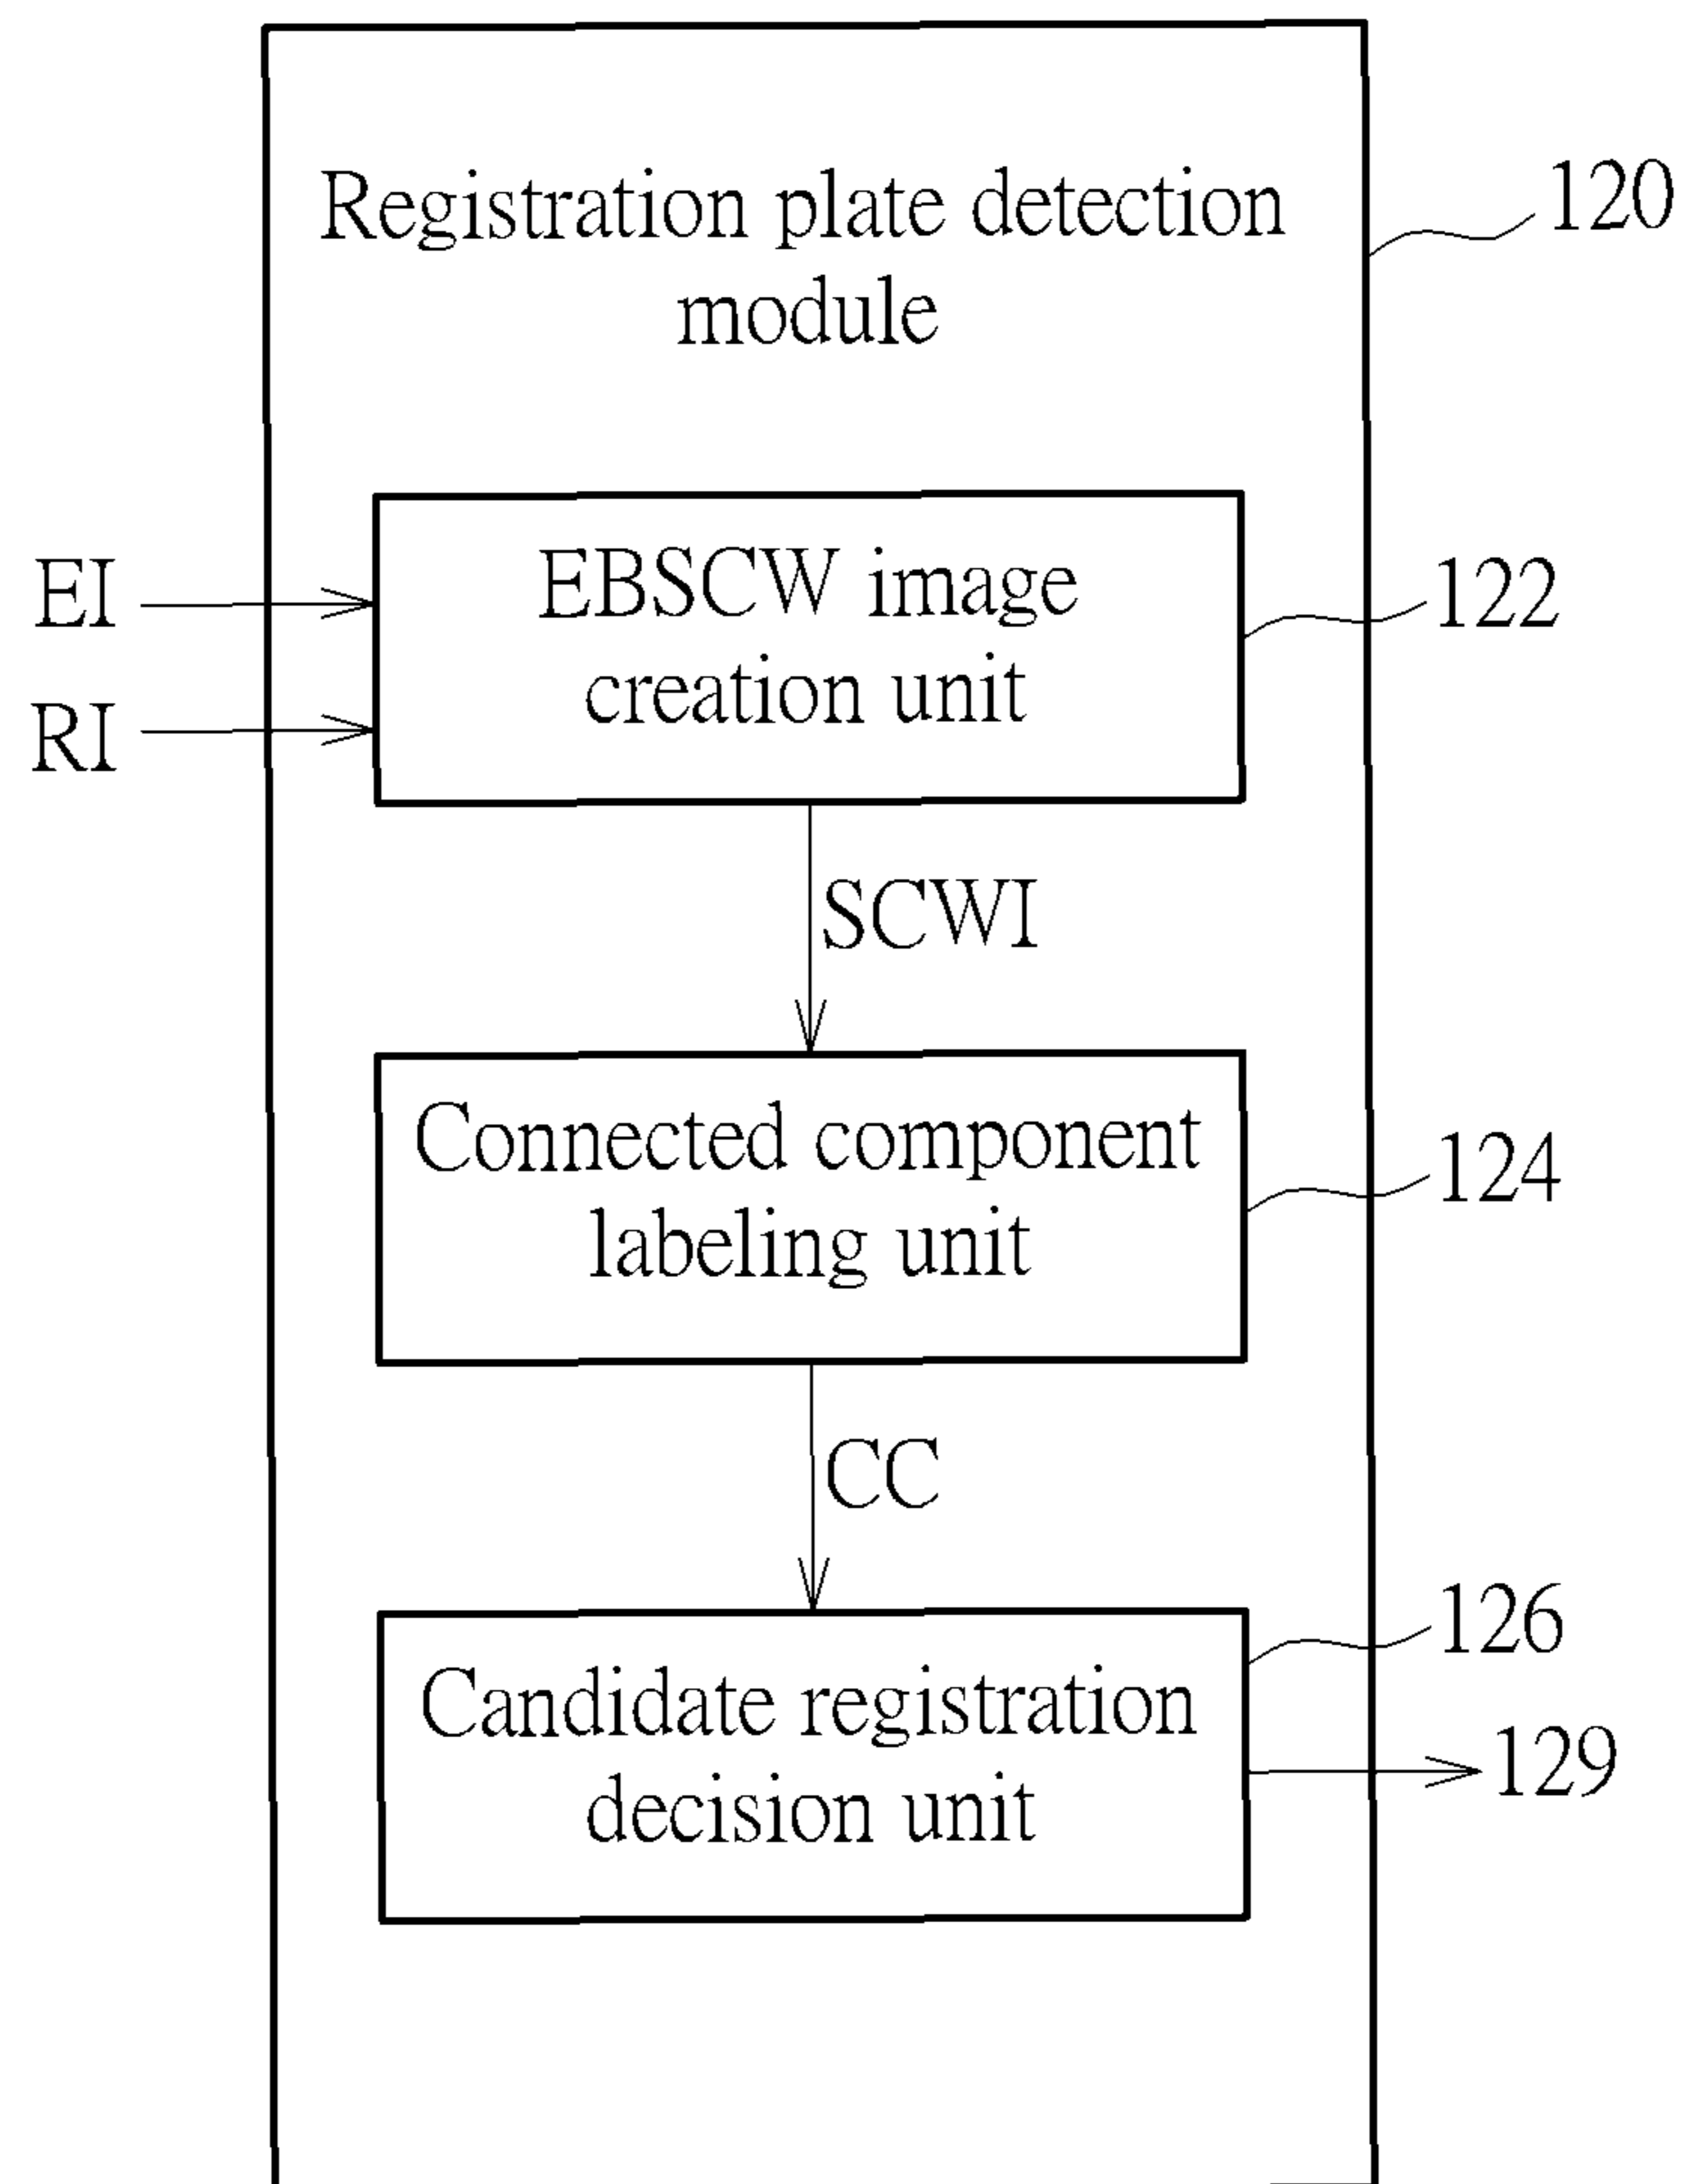 Registration plate detection
module
120
EI
RI
EBSCW image
creation unit
122
SCWI
Connected component
labeling unit
124
CC
126
Candidate registration
decision unit
129